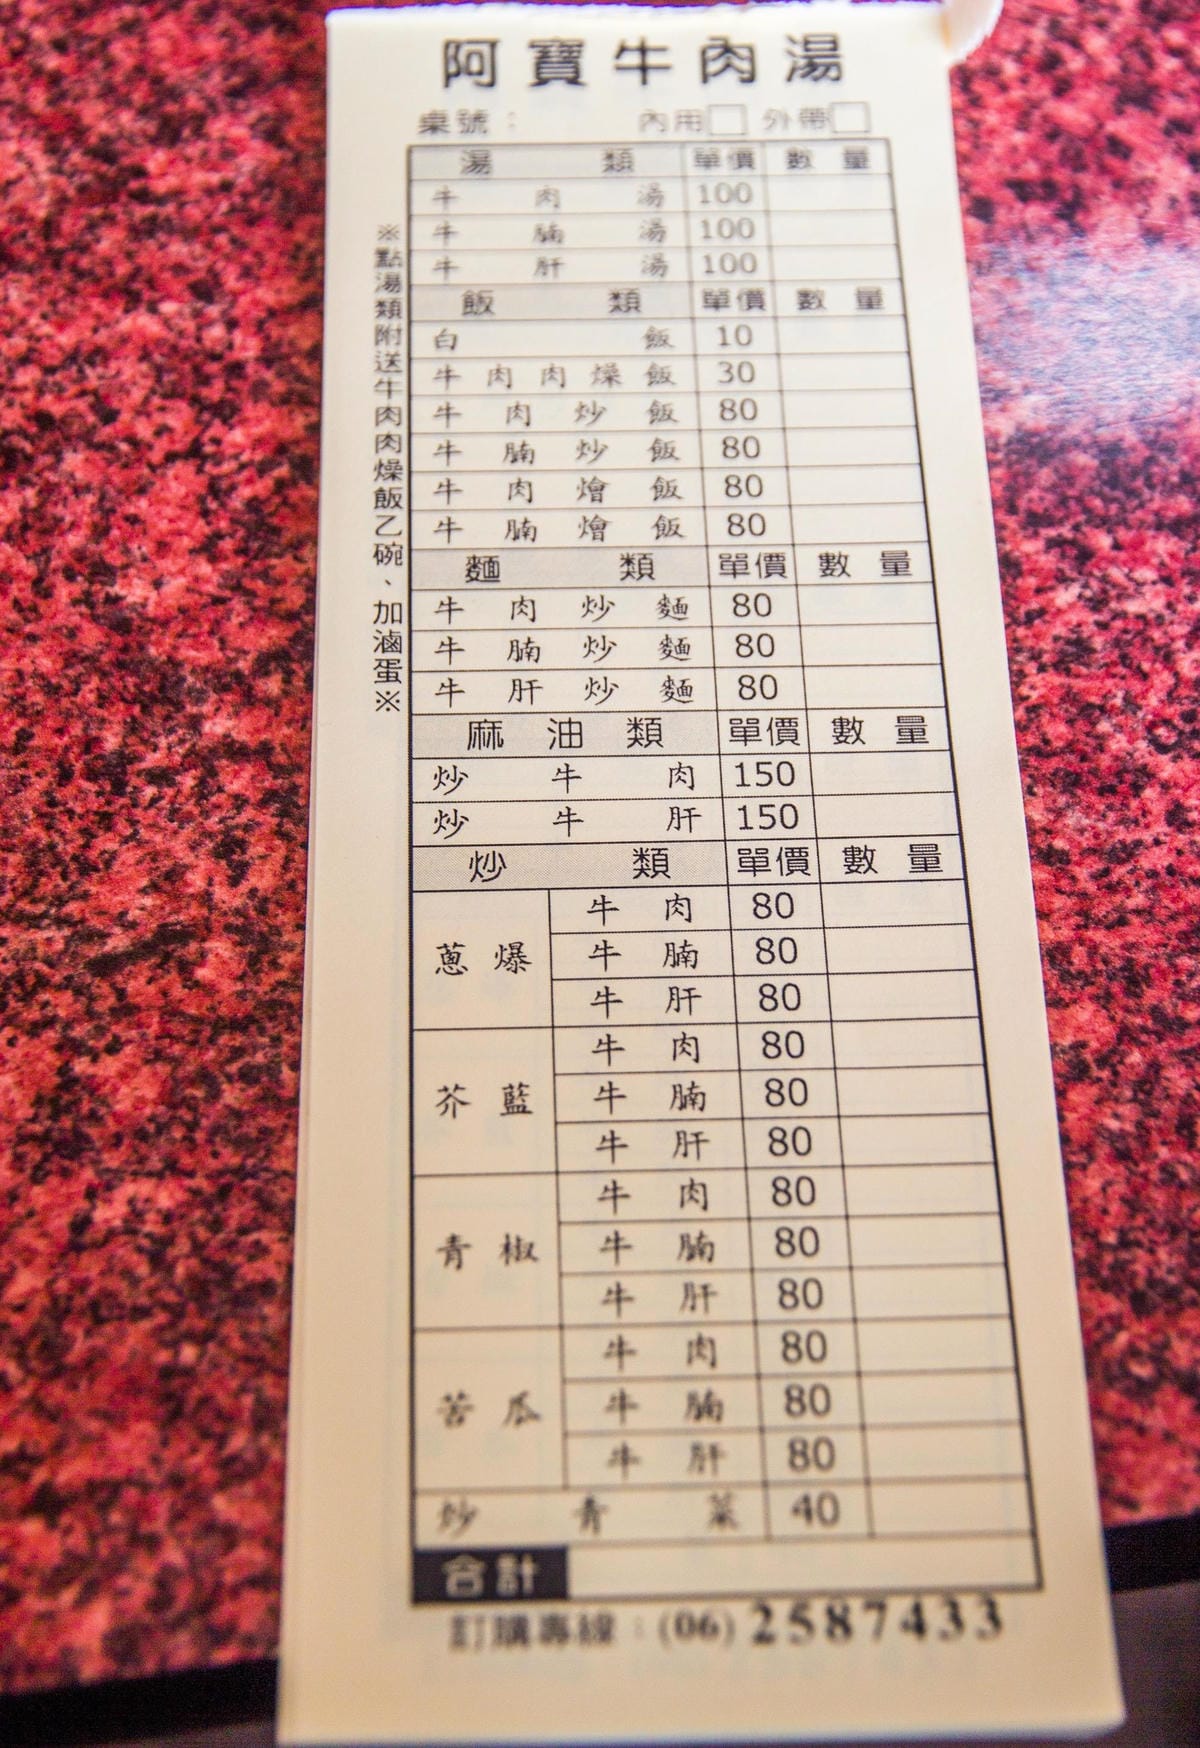 阿寶牛肉湯
桌號： 內用□ 外帶□
※點湯類附送牛肉肉燥飯乙碗、加滷蛋※
湯類 單價 數量
牛肉湯 100
牛腩湯 100
牛肝湯 100
飯類 單價 數量
白飯 10
牛肉肉燥飯 30
牛肉炒飯 80
牛腩炒飯 80
牛肉燴飯 80
牛腩燴飯 80
麵類 單價 數量
牛肉炒麵 80
牛腩炒麵 80
牛肝炒麵 80
麻油類 單價 數量
炒牛肉 150
炒牛肝 150
炒類 單價 數量
蔥爆
牛肉 80
牛腩 80
牛肝 80
芥藍
牛肉 80
牛腩 80
牛肝 80
青椒
牛肉 80
牛腩 80
牛肝 80
苦瓜
牛肉 80
牛腩 80
牛肝 80
炒青菜 40
合計
訂購專線：(06) 2587433